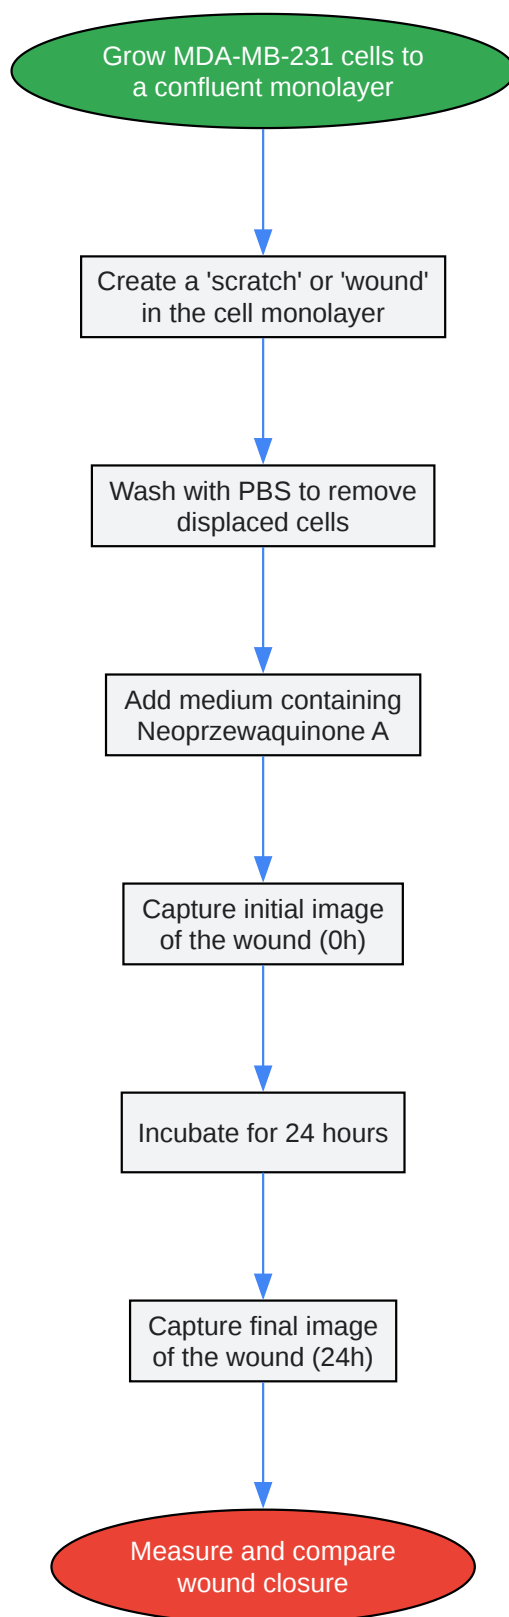 Grow MDA-MB-231 cells to
a confluent monolayer
Create a 'scratch' or 'wound'
in the cell monolayer
Wash with PBS to remove
displaced cells
Add medium containing
Neoprzewaquinone A
Capture initial image
of the wound (0h)
Incubate for 24 hours
Capture final image
of the wound (24h)
Measure and compare
wound closure